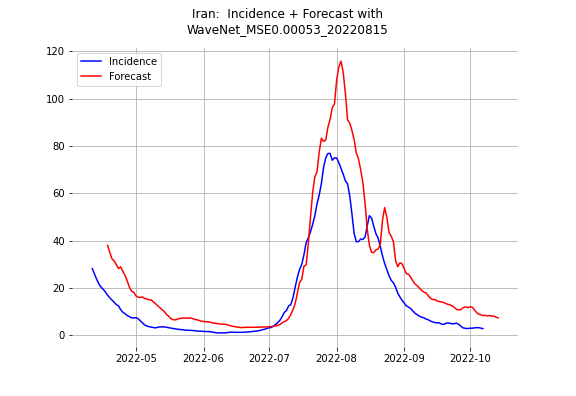 Iran:  Incidence + Forecast with
WaveNet_MSE0.00053_20220815
Incidence
Forecast
120
100
80
60
40
20
0
2022-05 2022-06 2022-07 2022-08 2022-09 2022-10